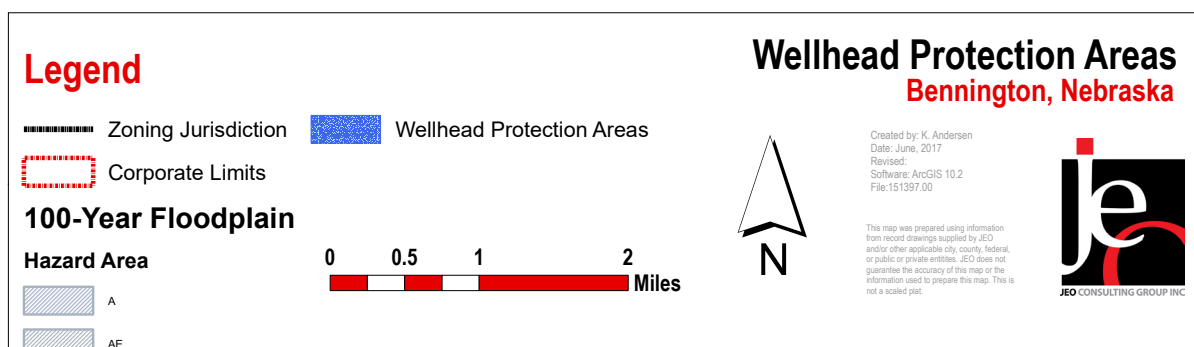 Legend
Zoning Jurisdiction
Wellhead Protection Areas
Corporate Limits
100-Year Floodplain
Hazard Area
A
AE
0 0.5 1 2
Miles
Wellhead Protection Areas
Bennington, Nebraska
N
Created by: K. Andersen
Date: June, 2017
Revised:
Software: ArcGIS 10.2
File:151397.00
This map was prepared using information
from record drawings supplied by JEO
and/or other applicable city, county, federal,
or public or private entitites. JEO does not
guarantee the accuracy of this map or the
information used to prepare this map. This is
not a scaled plat.
jeo
JEO CONSULTING GROUP INC